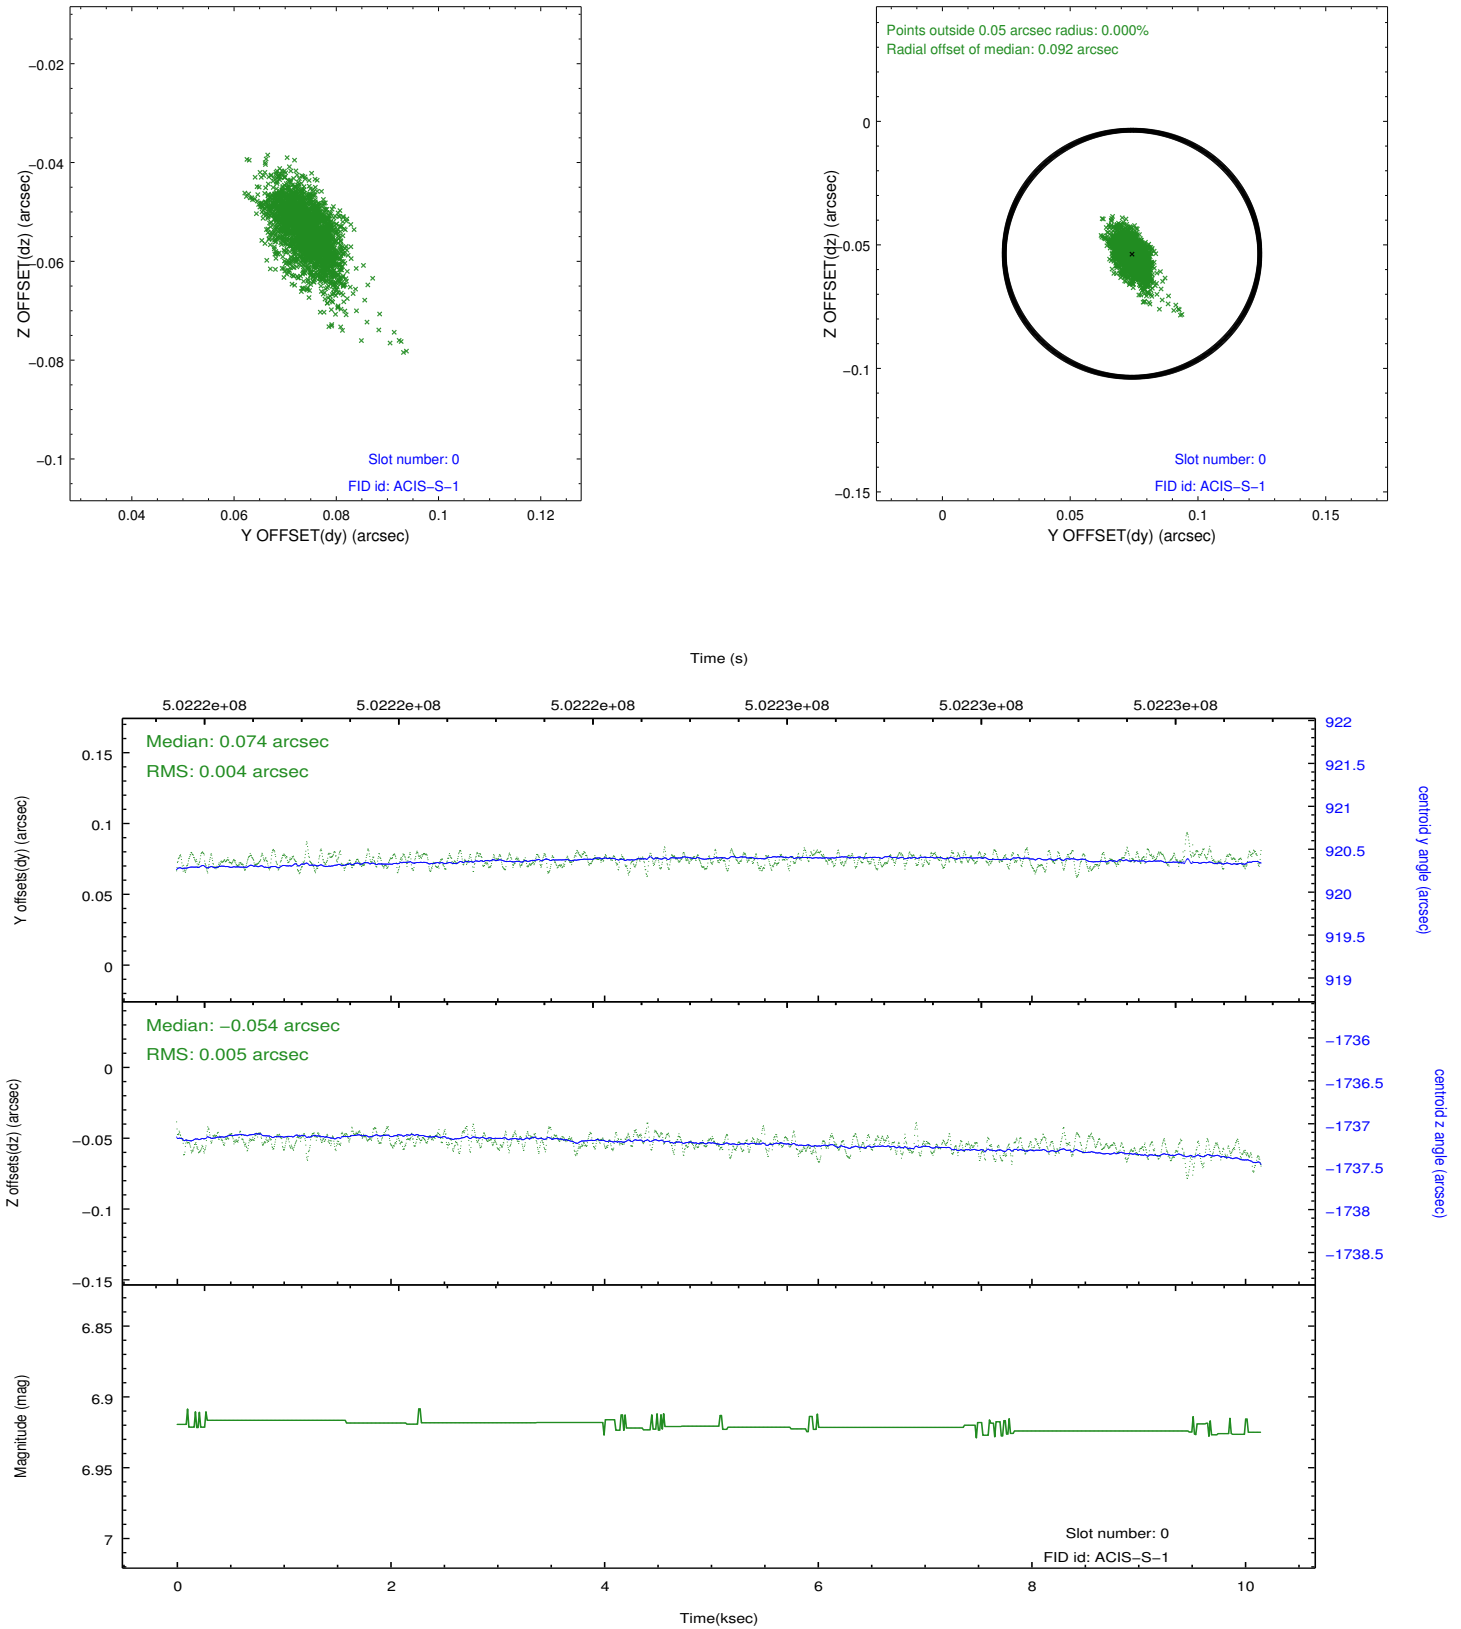 −0.02
−0.04
−0.06
−0.08
−0.1
Z OFFSET(dz) (arcsec)
Slot number: 0
FID id: ACIS−S−1
0.04 0.06 0.08 0.1 0.12
Y OFFSET(dy) (arcsec)
Points outside 0.05 arcsec radius: 0.000%
Radial offset of median: 0.092 arcsec
0
−0.05
−0.1
−0.15
Z OFFSET(dz) (arcsec)
Slot number: 0
FID id: ACIS−S−1
0 0.05 0.1 0.15
Y OFFSET(dy) (arcsec)
Time (s)
5.0222e+08 5.0222e+08 5.0222e+08 5.0223e+08 5.0223e+08 5.0223e+08
Median: 0.074 arcsec
RMS: 0.004 arcsec
0.15
0.1
0.05
0
Y offsets(dy) (arcsec)
922
921.5
921
920.5
920
919.5
919
centroid y angle (arcsec)
Median: −0.054 arcsec
RMS: 0.005 arcsec
0
−0.05
−0.1
−0.15
Z offsets(dz) (arcsec)
−1736
−1736.5
−1737
−1737.5
−1738
−1738.5
centroid z angle (arcsec)
6.85
6.9
6.95
7
Magnitude (mag)
Slot number: 0
FID id: ACIS−S−1
0 2 4 6 8 10
Time(ksec)